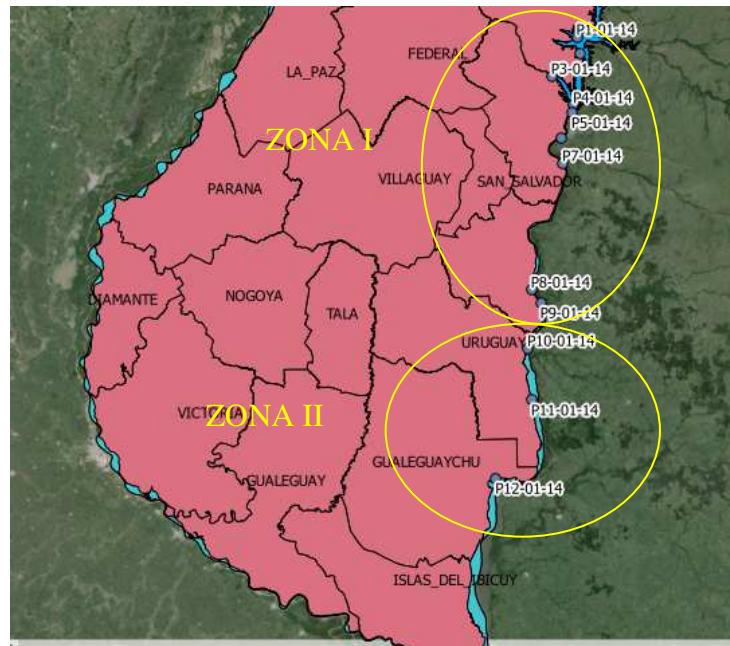 P1-01-14
FEDERAL
LA_PAZ
P3-01-14
P4-01-14
P5-01-14
ZONA I
P7-01-14
VILLAGUAY
SAN_SALVADOR
PARANA
P8-01-14
DIAMANTE
NOGOYA
TALA
P9-01-14
URUGUAY
P10-01-14
VICTORIA
ZONA II
P11-01-14
GUALEGUAYCHU
GUALEGUAY
P12-01-14
ISLAS_DEL_IBICUY